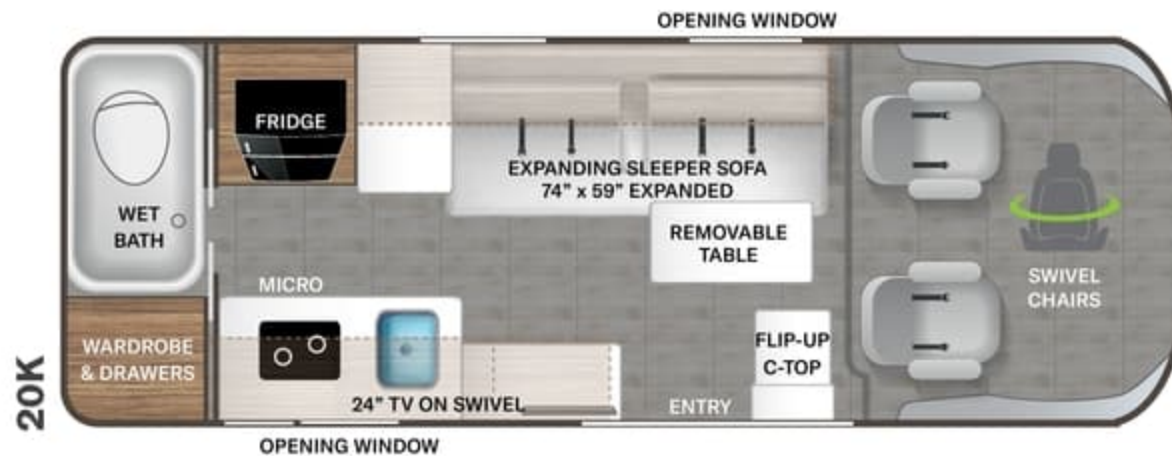 OPENING WINDOW
FRIDGE
EXPANDING SLEEPER SOFA
74" x 59" EXPANDED
WET
BATH
REMOVABLE
TABLE
SWIVEL
CHAIRS
MICRO
WARDROBE
& DRAWERS
FLIP-UP
C-TOP
24" TV ON SWIVEL
ENTRY
OPENING WINDOW
20K